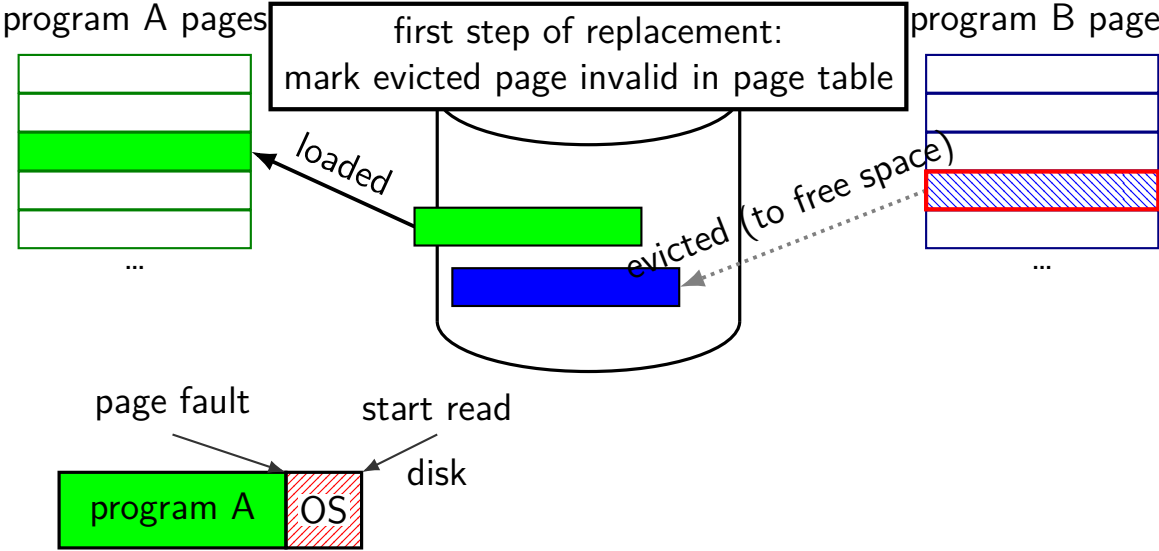 program A pages
first step of replacement:
mark evicted page invalid in page table
program B page
loaded
evicted (to free space)
...
...
page fault
start read
disk
program A
OS